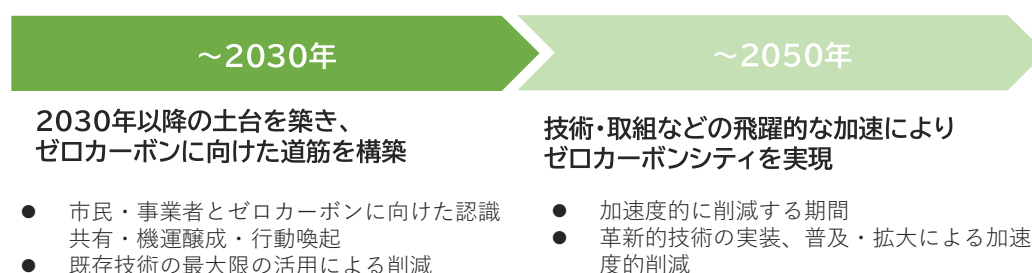 ～2030年
2030年以降の土台を築き、
ゼロカーボンに向けた道筋を構築
● 市民・事業者とゼロカーボンに向けた認識
共有・機運醸成・行動喚起
● 既存技術の最大限の活用による削減
～2050年
技術・取組などの飛躍的な加速により
ゼロカーボンシティを実現
● 加速度的に削減する期間
● 革新的技術の実装、普及・拡大による加速
度的削減